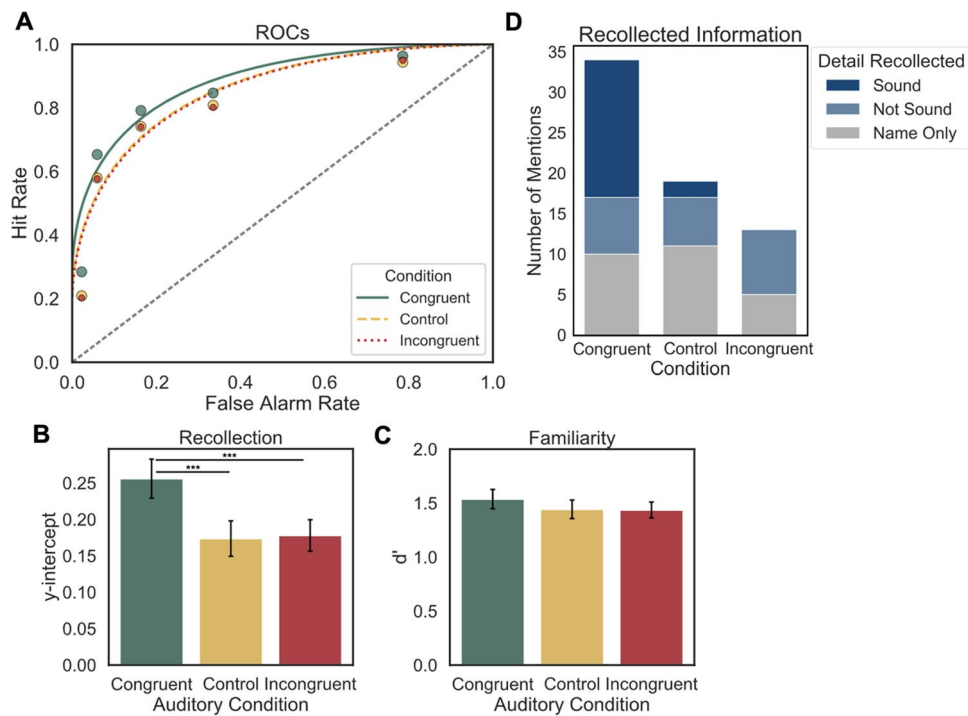 A
ROCs
1.0
0.8
0.6
0.4
0.2
0.0
Hit Rate
0.0 0.2 0.4 0.6 0.8 1.0
False Alarm Rate
Condition
Congruent
Control
Incongruent
D
Recollected Information
35
30
25
20
15
10
5
0
Number of Mentions
Congruent Control Incongruent
Condition
Detail Recollected
Sound
Not Sound
Name Only
B
Recollection
***
***
0.25
0.20
0.15
0.10
0.05
0.00
y-intercept
Congruent Control Incongruent
Auditory Condition
C
Familiarity
2.0
1.5
1.0
0.5
0.0
d'
Congruent Control Incongruent
Auditory Condition